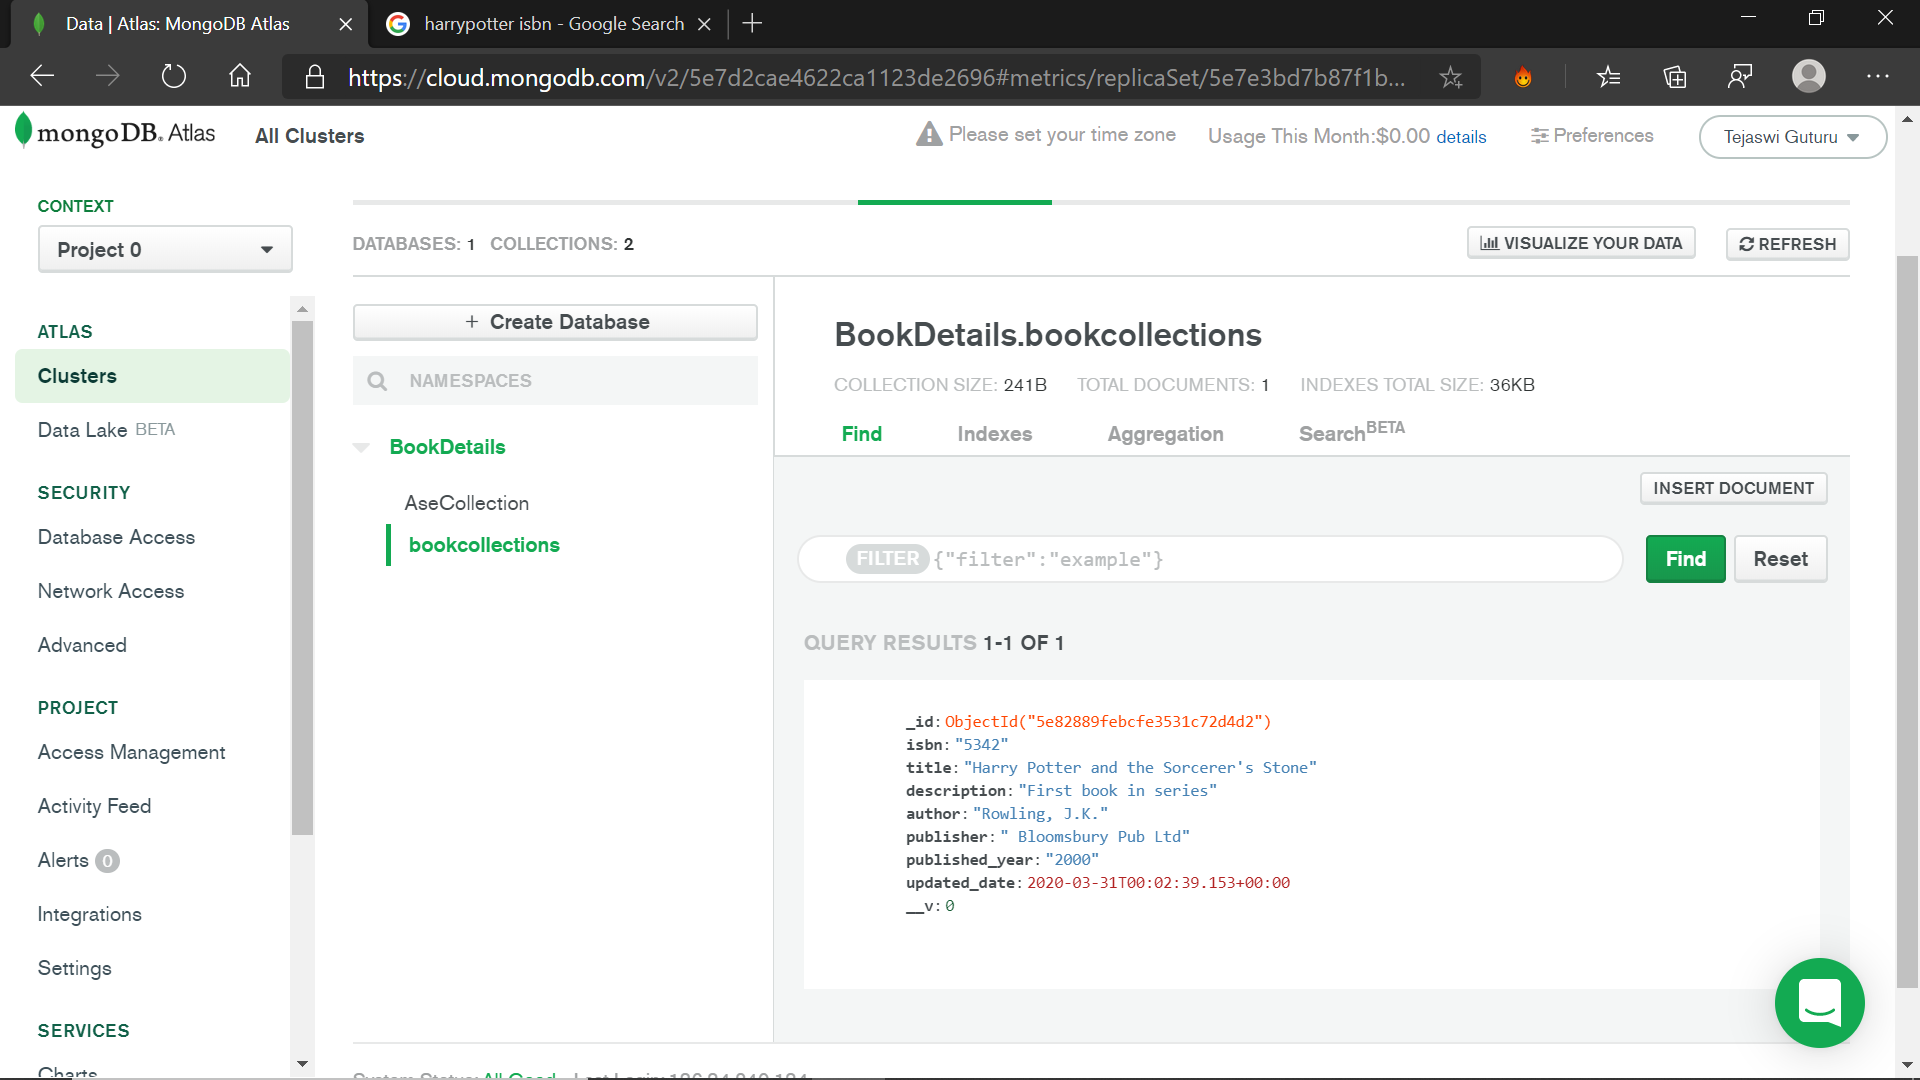 Data | Atlas: MongoDB Atlas
harrypotter isbn - Google Search
https://cloud.mongodb.com/v2/5e7d2cae4622ca1123de2696#metrics/replicaSet/5e7e3bd7b87f1b...
mongoDB. Atlas
All Clusters
Please set your time zone
Usage This Month:$0.00 details
Preferences
Tejaswi Guturu
CONTEXT
Project 0
ATLAS
Clusters
Data Lake BETA
SECURITY
Database Access
Network Access
Advanced
PROJECT
Access Management
Activity Feed
Alerts 0
Integrations
Settings
SERVICES
Charts
DATABASES: 1 COLLECTIONS: 2
VISUALIZE YOUR DATA
REFRESH
+ Create Database
NAMESPACES
BookDetails
AseCollection
bookcollections
BookDetails.bookcollections
COLLECTION SIZE: 241B TOTAL DOCUMENTS: 1 INDEXES TOTAL SIZE: 36KB
Find Indexes Aggregation Search BETA
INSERT DOCUMENT
FILTER {"filter":"example"}
Find
Reset
QUERY RESULTS 1-1 OF 1
_id: ObjectId("5e82889febcfe3531c72d4d2")
isbn: "5342"
title: "Harry Potter and the Sorcerer's Stone"
description: "First book in series"
author: "Rowling, J.K."
publisher: " Bloomsbury Pub Ltd"
published_year: "2000"
updated_date: 2020-03-31T00:02:39.153+00:00
__v: 0
System Status: All Good Last Login: